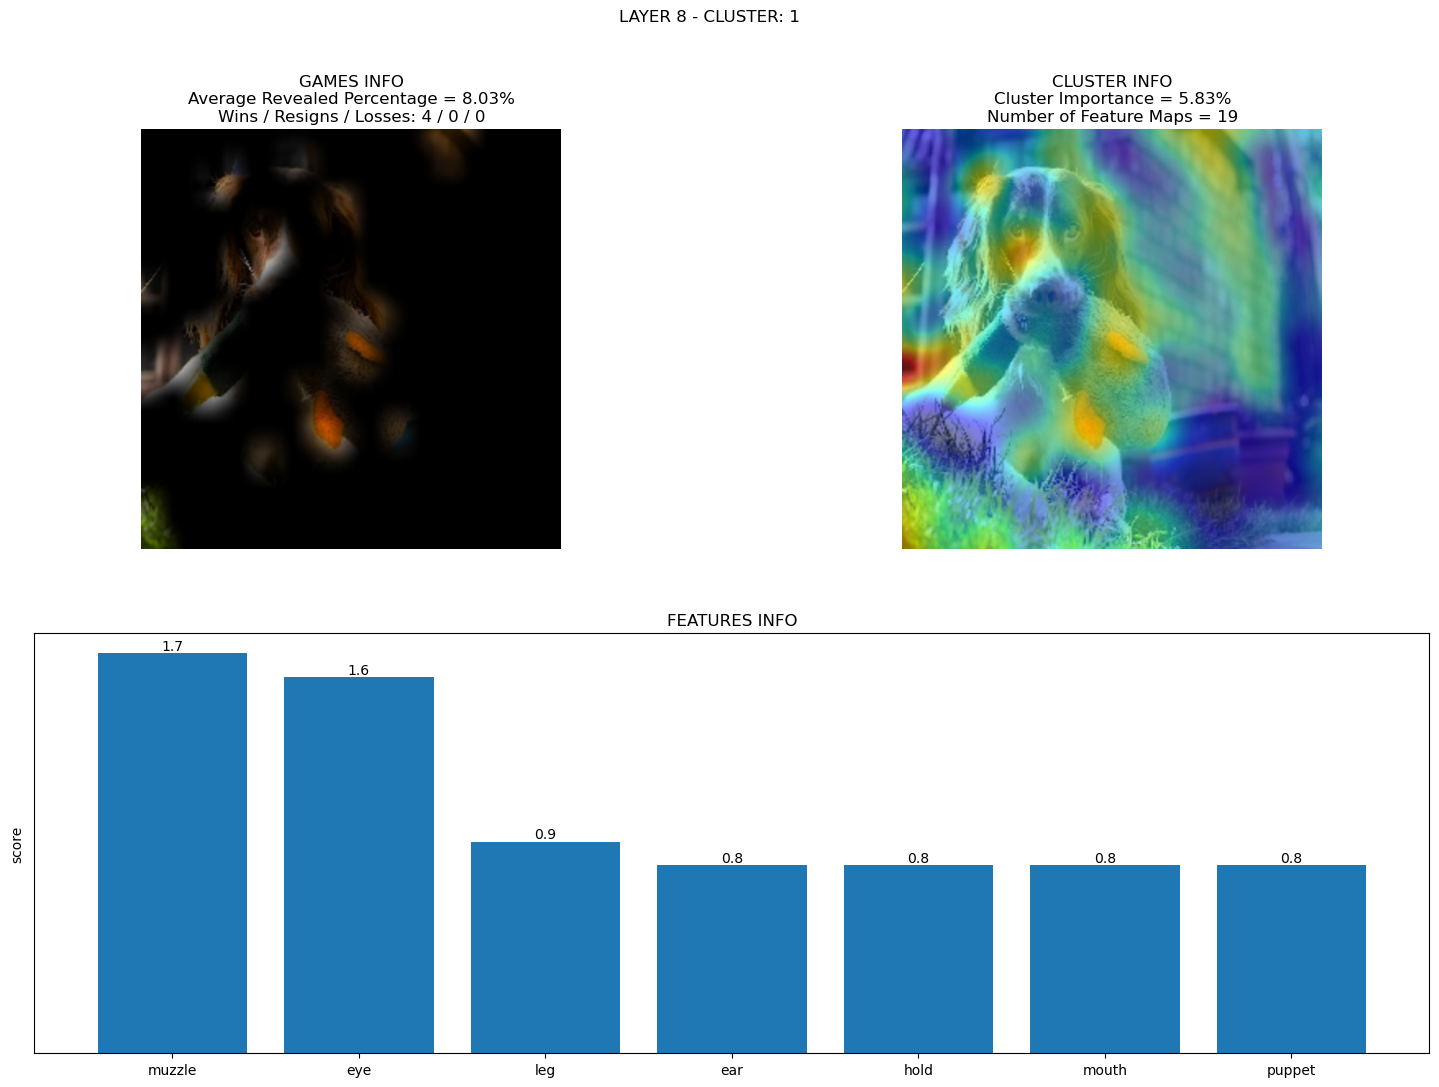 LAYER 8 - CLUSTER: 1
GAMES INFO
Average Revealed Percentage = 8.03%
Wins / Resigns / Losses: 4 / 0 / 0
CLUSTER INFO
Cluster Importance = 5.83%
Number of Feature Maps = 19
FEATURES INFO
score
1.7
1.6
0.9
0.8
0.8
0.8
0.8
muzzle
eye
leg
ear
hold
mouth
puppet